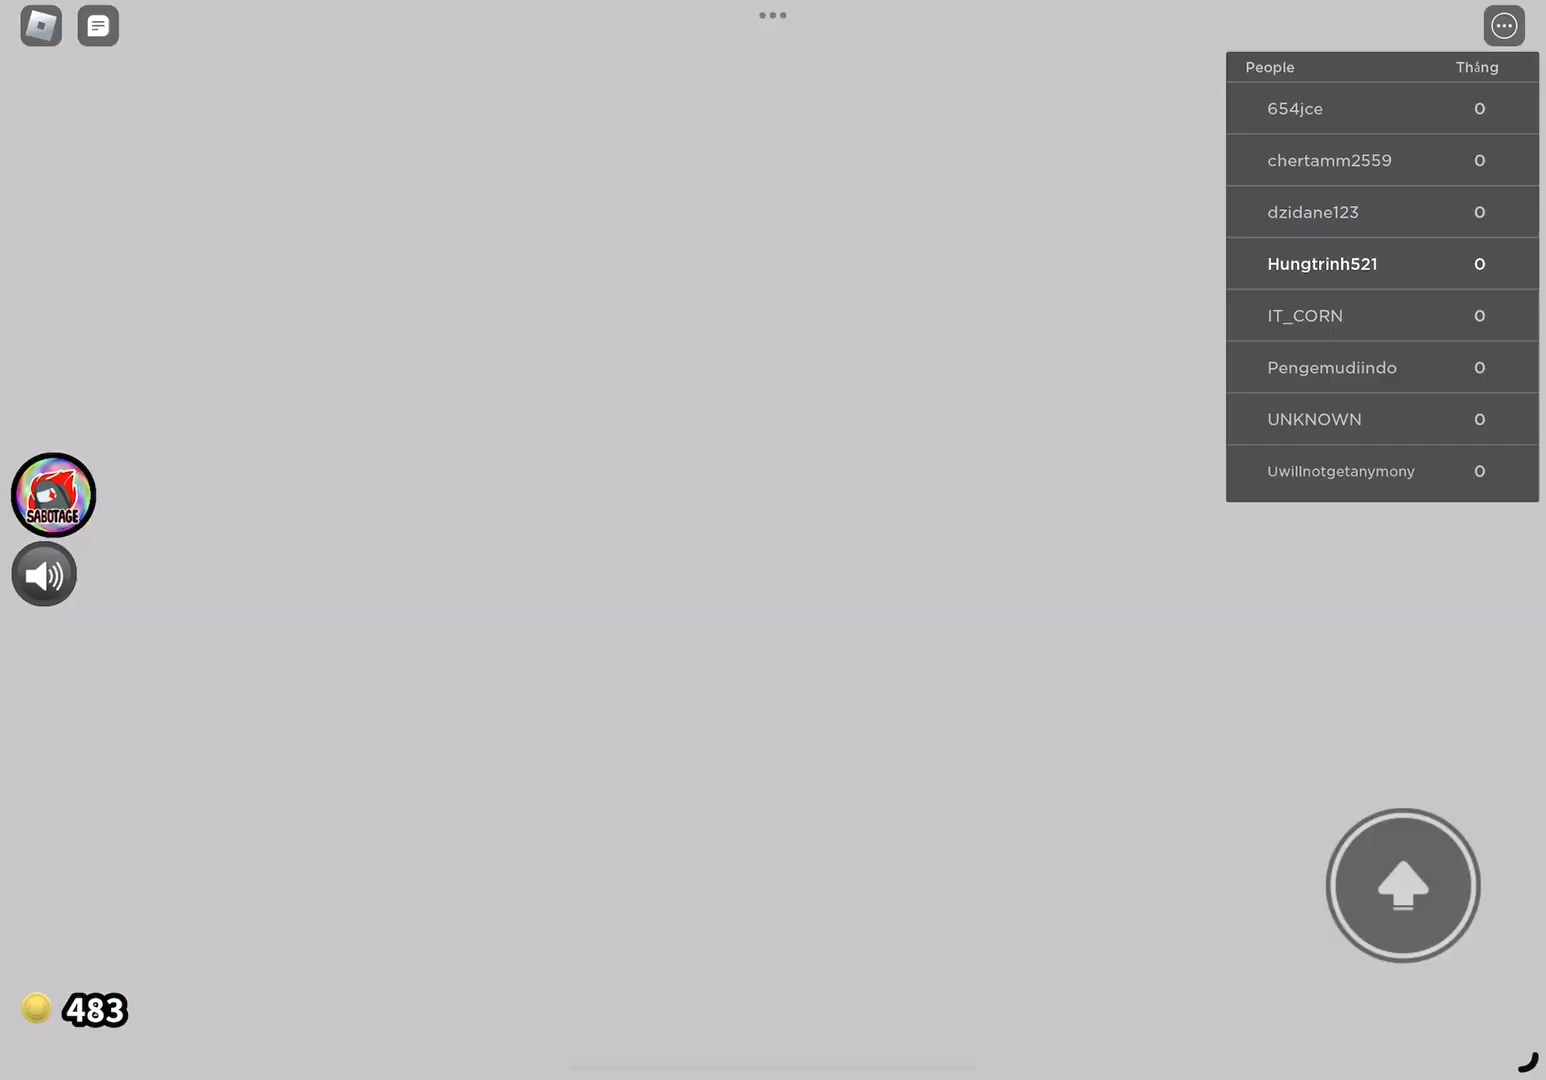 People Thắng
654jce 0
chertamm2559 0
dzidane123 0
Hungtrinh521 0
IT_CORN 0
Pengemudiindo 0
UNKNOWN 0
Uwillnotgetanymony 0
SABOTAGE
483